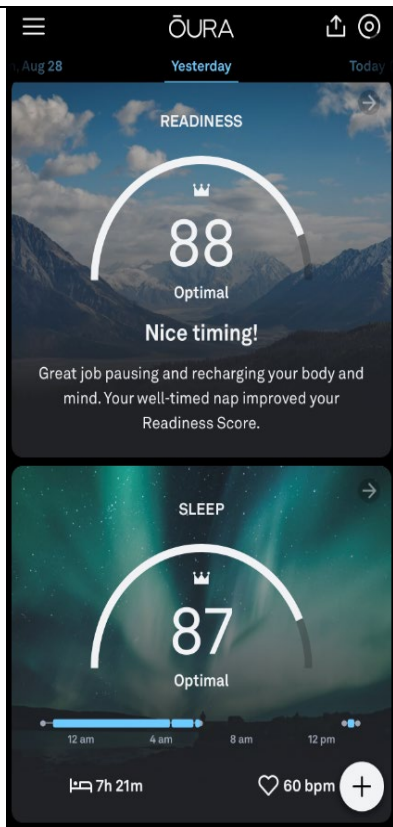 ŌURA
, Aug 28 Yesterday Today
READINESS
88
Optimal
Nice timing!
Great job pausing and recharging your body and
mind. Your well-timed nap improved your
Readiness Score.
SLEEP
87
Optimal
12 am 4 am 8 am 12 pm
7h 21m 60 bpm